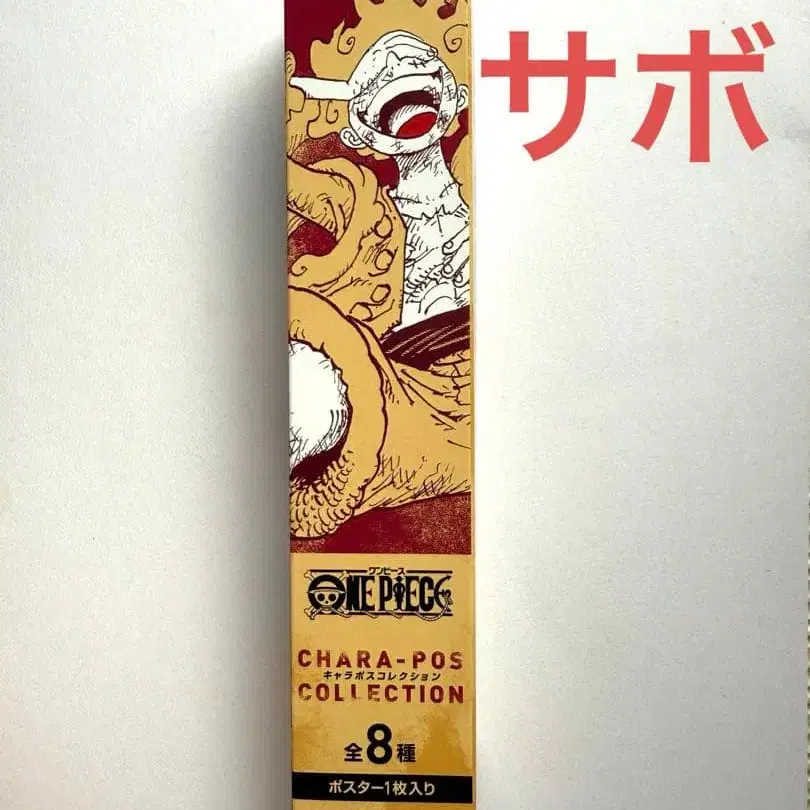 サボ
ワンピース
ONE PIECE
CHARA-POS
キャラポスコレクション
COLLECTION
全8種
ポスター1枚入り